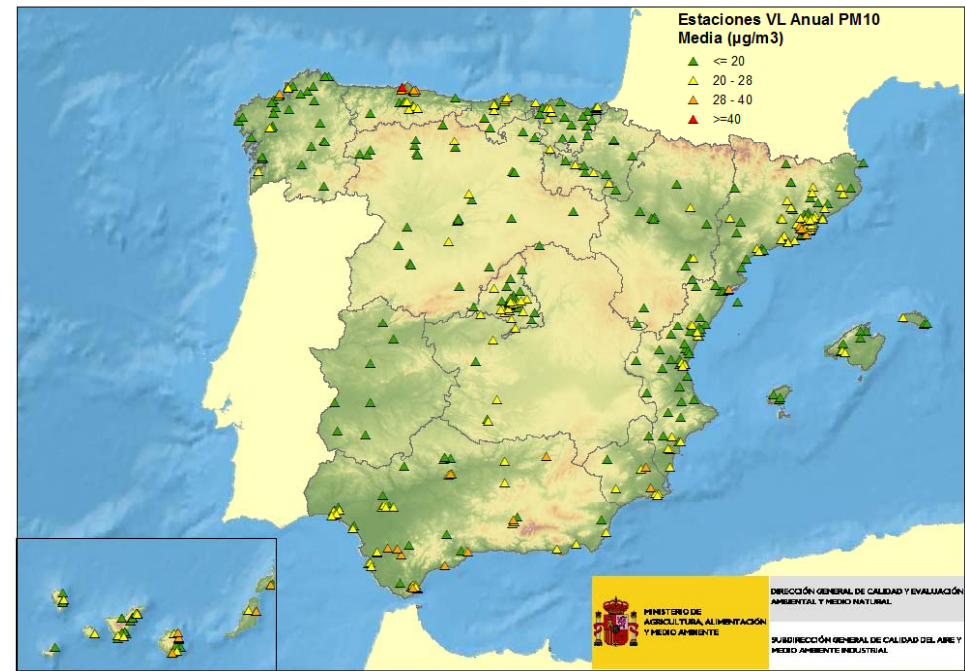 Estaciones VL Anual PM10
Media (µg/m3)
<= 20
20 - 28
28 - 40
>=40
MINISTERIO DE
AGRICULTURA, ALIMENTACIÓN
Y MEDIO AMBIENTE
DIRECCIÓN GENERAL DE CALIDAD Y EVALUACIÓN
AMBIENTAL Y MEDIO NATURAL
SUBDIRECCIÓN GENERAL DE CALIDAD DEL AIRE Y
MEDIO AMBIENTE INDUSTRIAL